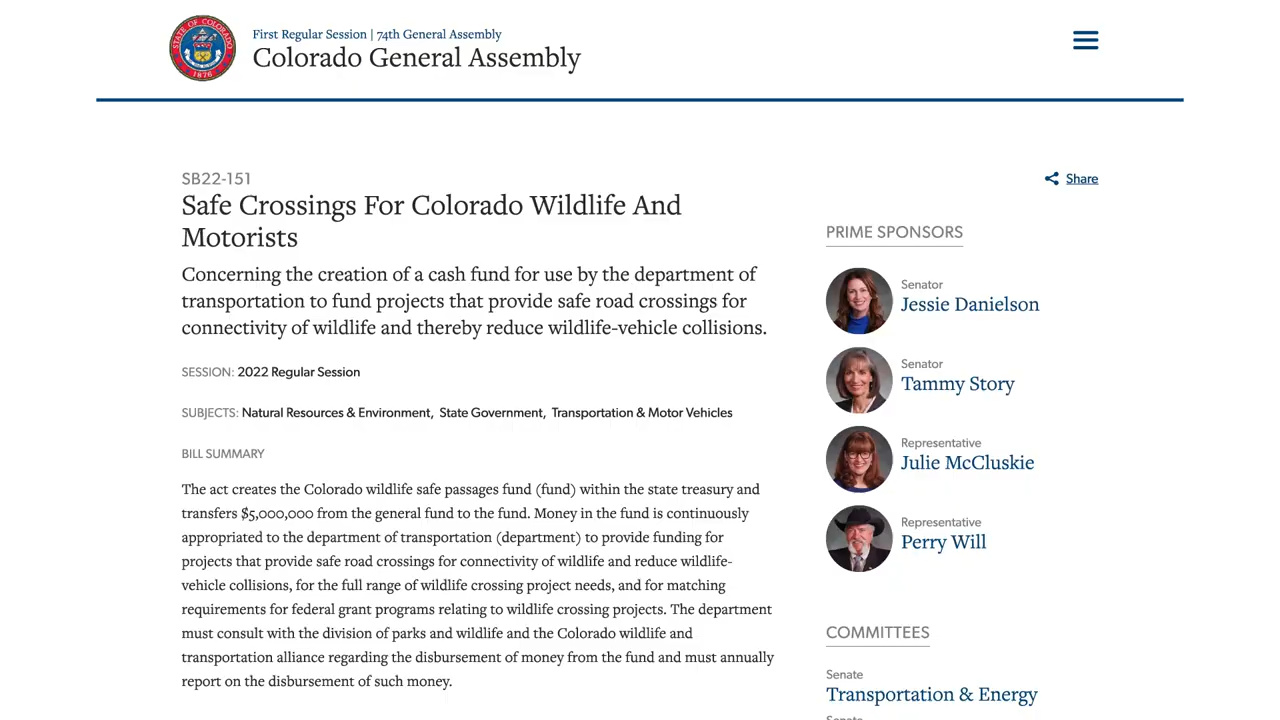 First Regular Session | 74th General Assembly
Colorado General Assembly
STATE OF COLORADO
1876
SB22-151
Share
Safe Crossings For Colorado Wildlife And
Motorists
Concerning the creation of a cash fund for use by the department of
transportation to fund projects that provide safe road crossings for
connectivity of wildlife and thereby reduce wildlife-vehicle collisions.
SESSION: 2022 Regular Session
SUBJECTS: Natural Resources & Environment, State Government, Transportation & Motor Vehicles
BILL SUMMARY
The act creates the Colorado wildlife safe passages fund (fund) within the state treasury and
transfers $5,000,000 from the general fund to the fund. Money in the fund is continuously
appropriated to the department of transportation (department) to provide funding for
projects that provide safe road crossings for connectivity of wildlife and reduce wildlife-
vehicle collisions, for the full range of wildlife crossing project needs, and for matching
requirements for federal grant programs relating to wildlife crossing projects. The department
must consult with the division of parks and wildlife and the Colorado wildlife and
transportation alliance regarding the disbursement of money from the fund and must annually
report on the disbursement of such money.
PRIME SPONSORS
Senator
Jessie Danielson
Senator
Tammy Story
Representative
Julie McCluskie
Representative
Perry Will
COMMITTEES
Senate
Transportation & Energy
Senate